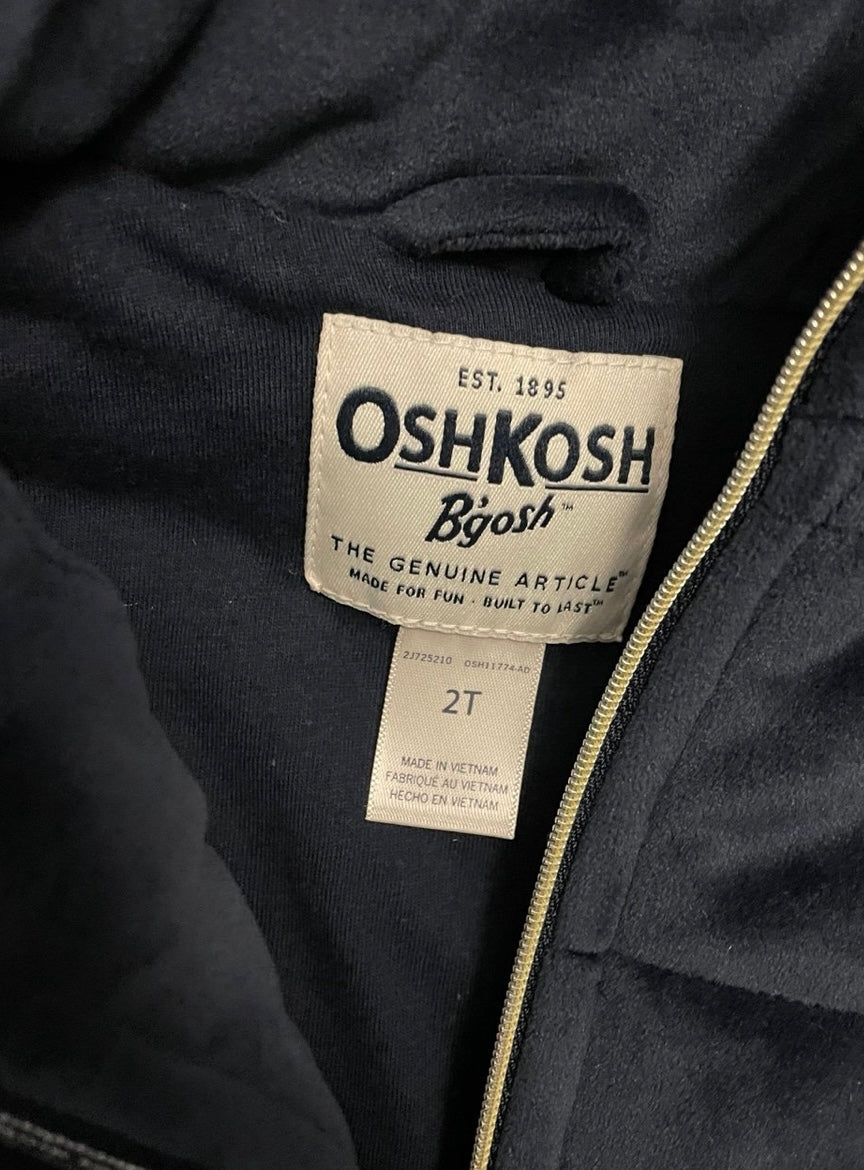 EST. 1895
OSHKOSH
B'gosh™
THE GENUINE ARTICLE™
MADE FOR FUN · BUILT TO LAST™
2J725210 OSH11774-AD
2T
MADE IN VIETNAM
FABRIQUÉ AU VIETNAM
HECHO EN VIETNAM